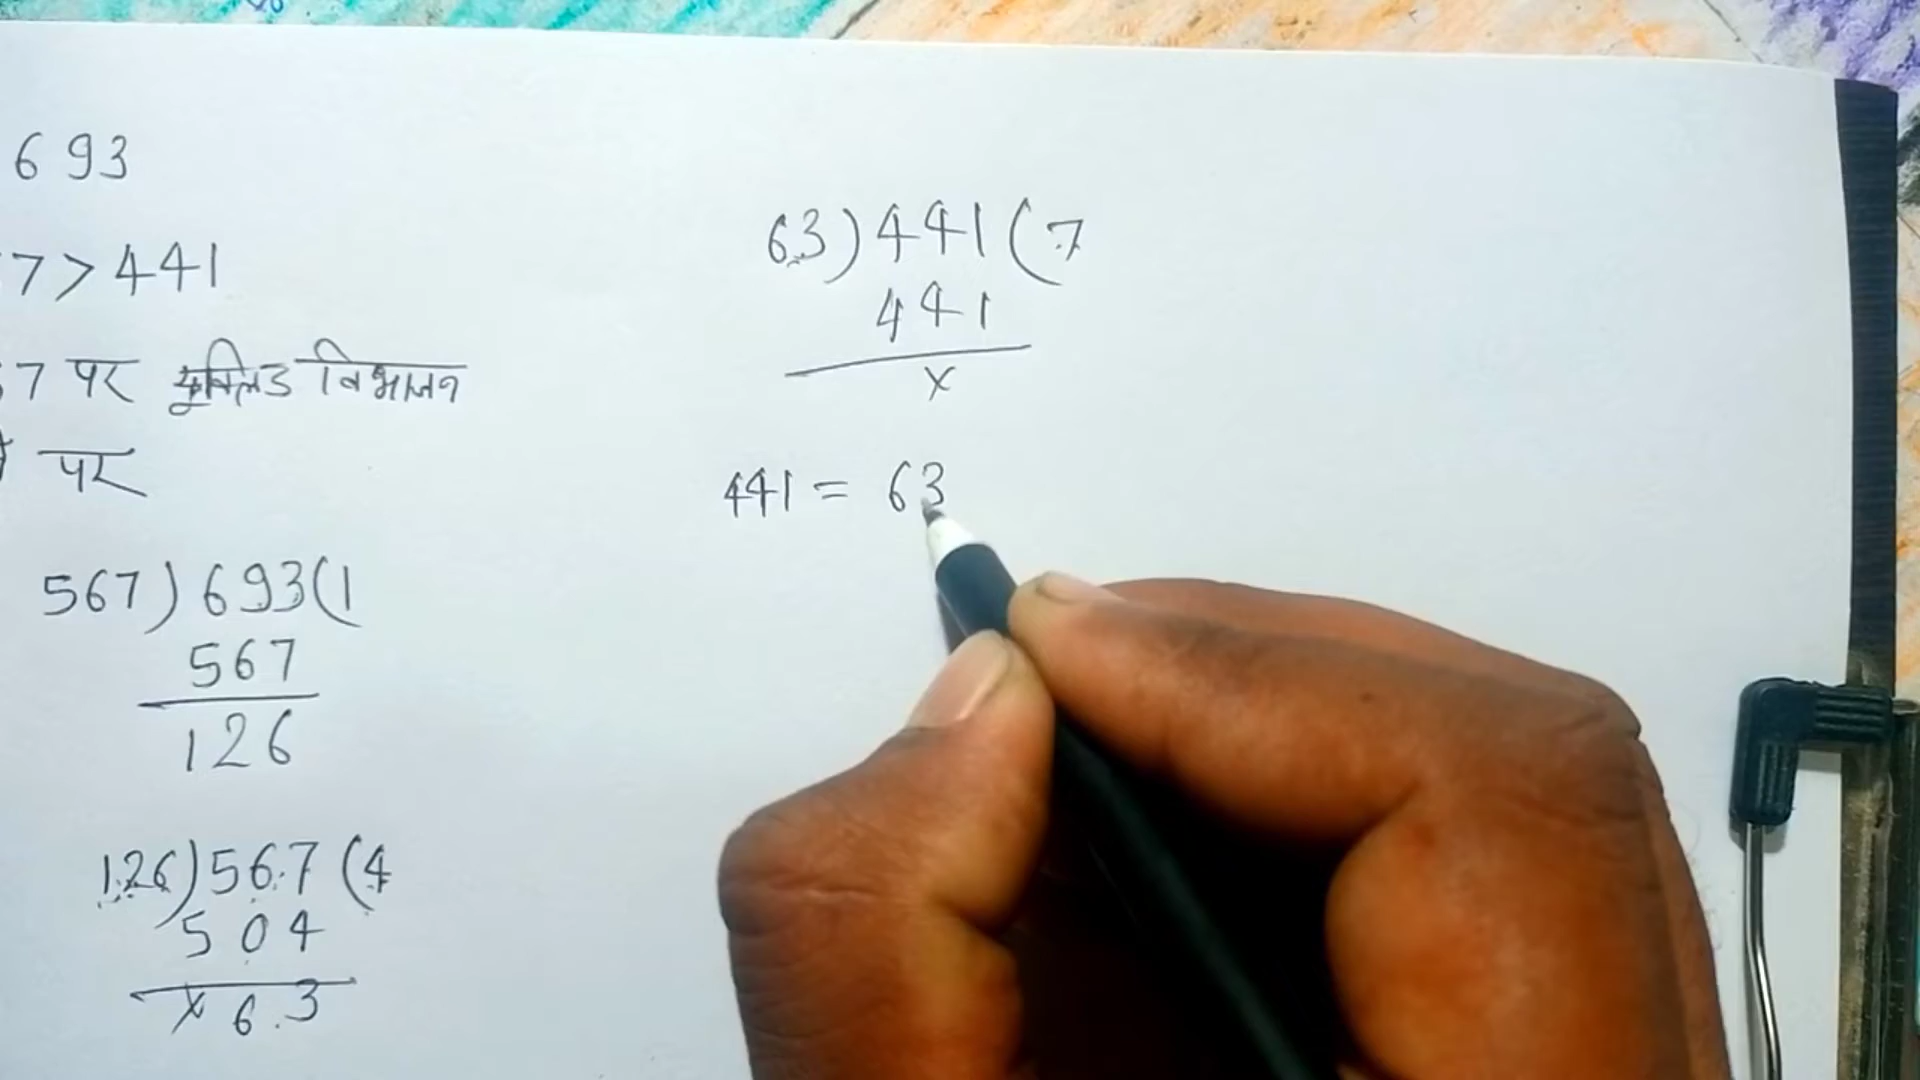 693
7 > 441
7 पर यूक्लिड विभाजन
पर
567 ) 693 ( 1
567
126
126 ) 567 ( 4
504
x 63
63 ) 441 ( 7
441
x
441 = 63